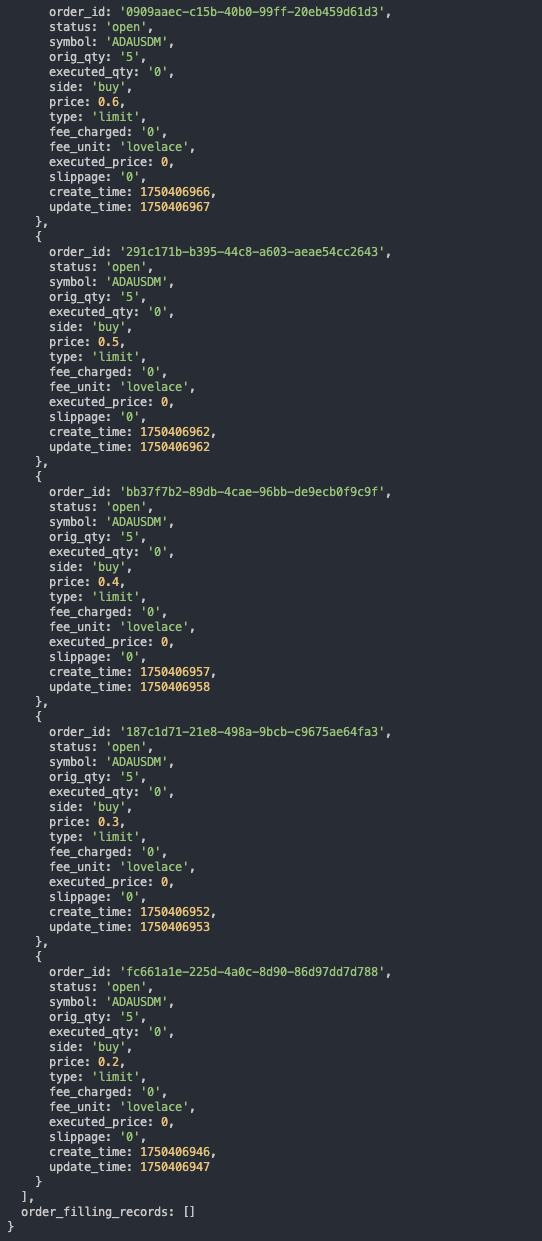 order_id: '0909aaec-c15b-40b0-99ff-20eb459d61d3',
status: 'open',
symbol: 'ADAUSDM',
orig_qty: '5',
executed_qty: '0',
side: 'buy',
price: 0.6,
type: 'limit',
fee_charged: '0',
fee_unit: 'lovelace',
executed_price: 0,
slippage: '0',
create_time: 1750406966,
update_time: 1750406967
},
{
order_id: '291c171b-b395-44c8-a603-aeae54cc2643',
status: 'open',
symbol: 'ADAUSDM',
orig_qty: '5',
executed_qty: '0',
side: 'buy',
price: 0.5,
type: 'limit',
fee_charged: '0',
fee_unit: 'lovelace',
executed_price: 0,
slippage: '0',
create_time: 1750406962,
update_time: 1750406962
},
{
order_id: 'bb37f7b2-89db-4cae-96bb-de9ecb0f9c9f',
status: 'open',
symbol: 'ADAUSDM',
orig_qty: '5',
executed_qty: '0',
side: 'buy',
price: 0.4,
type: 'limit',
fee_charged: '0',
fee_unit: 'lovelace',
executed_price: 0,
slippage: '0',
create_time: 1750406957,
update_time: 1750406958
},
{
order_id: '187c1d71-21e8-498a-9bcb-c9675ae64fa3',
status: 'open',
symbol: 'ADAUSDM',
orig_qty: '5',
executed_qty: '0',
side: 'buy',
price: 0.3,
type: 'limit',
fee_charged: '0',
fee_unit: 'lovelace',
executed_price: 0,
slippage: '0',
create_time: 1750406952,
update_time: 1750406953
},
{
order_id: 'fc661a1e-225d-4a0c-8d90-86d97dd7d788',
status: 'open',
symbol: 'ADAUSDM',
orig_qty: '5',
executed_qty: '0',
side: 'buy',
price: 0.2,
type: 'limit',
fee_charged: '0',
fee_unit: 'lovelace',
executed_price: 0,
slippage: '0',
create_time: 1750406946,
update_time: 1750406947
}
],
order_filling_records: []
}